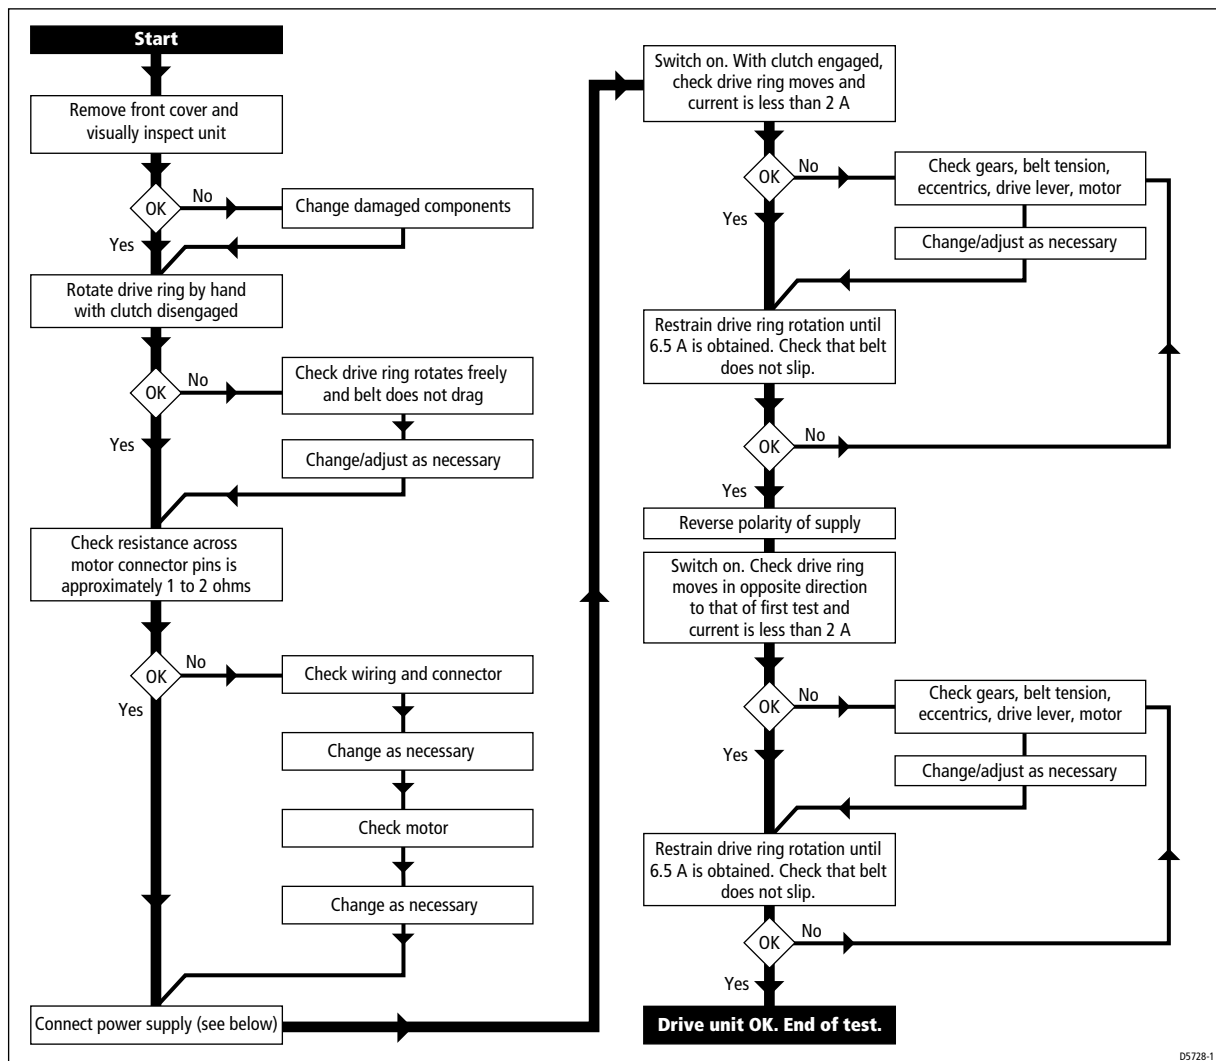 Start
Remove front cover and
visually inspect unit
OK
No
Change damaged components
Yes
Rotate drive ring by hand
with clutch disengaged
OK
No
Check drive ring rotates freely
and belt does not drag
Yes
Change/adjust as necessary
Check resistance across
motor connector pins is
approximately 1 to 2 ohms
OK
No
Check wiring and connector
Yes
Change as necessary
Check motor
Change as necessary
Connect power supply (see below)
Switch on. With clutch engaged,
check drive ring moves and
current is less than 2 A
OK
No
Check gears, belt tension,
eccentrics, drive lever, motor
Yes
Change/adjust as necessary
Restrain drive ring rotation until
6.5 A is obtained. Check that belt
does not slip.
OK
No
Yes
Reverse polarity of supply
Switch on. Check drive ring
moves in opposite direction
to that of first test and
current is less than 2 A
OK
No
Check gears, belt tension,
eccentrics, drive lever, motor
Yes
Change/adjust as necessary
Restrain drive ring rotation until
6.5 A is obtained. Check that belt
does not slip.
OK
No
Yes
Drive unit OK. End of test.
D5728-1